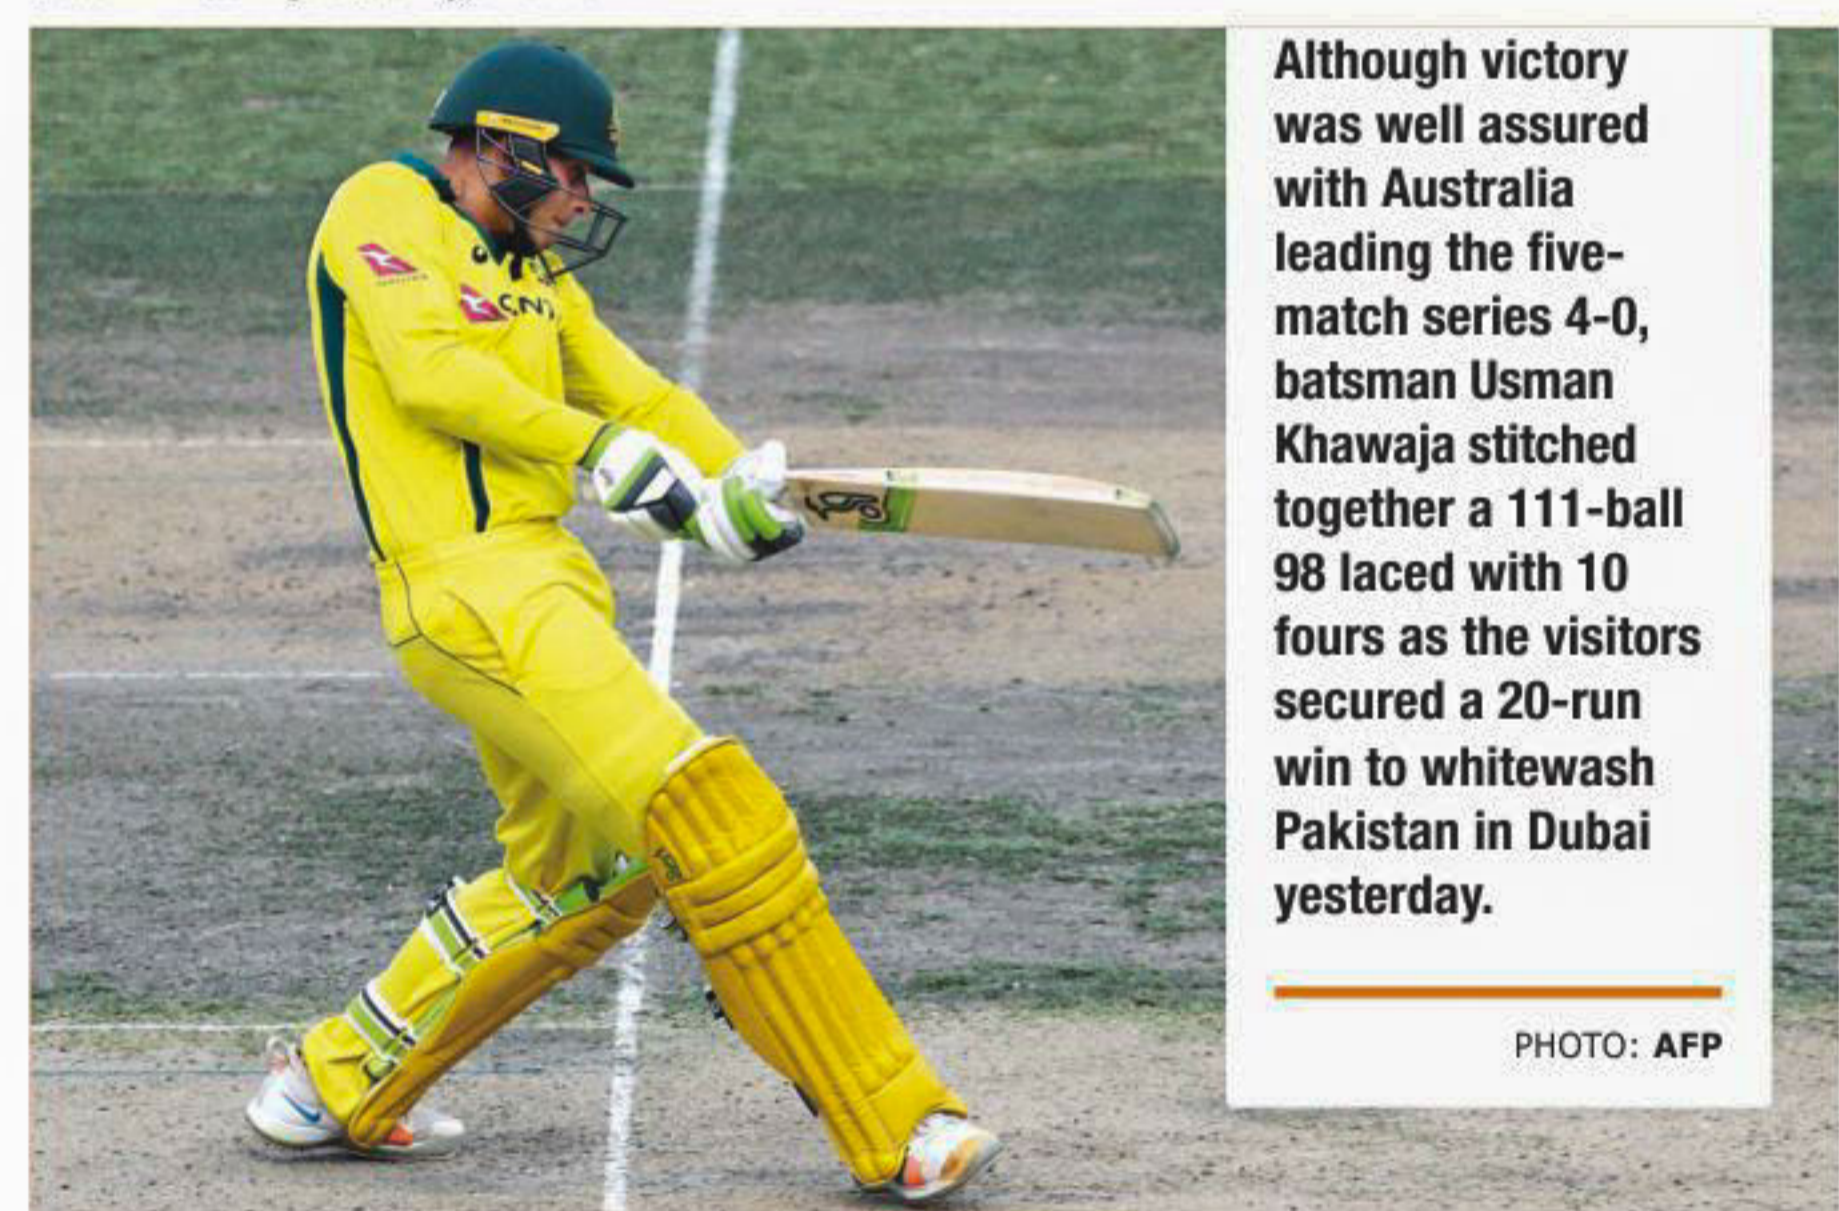 Although victory
was well assured
with Australia
leading the five-
match series 4-0,
batsman Usman
Khawaja stitched
together a 111-ball
98 laced with 10
fours as the visitors
secured a 20-run
win to whitewash
Pakistan in Dubai
yesterday.
PHOTO: AFP